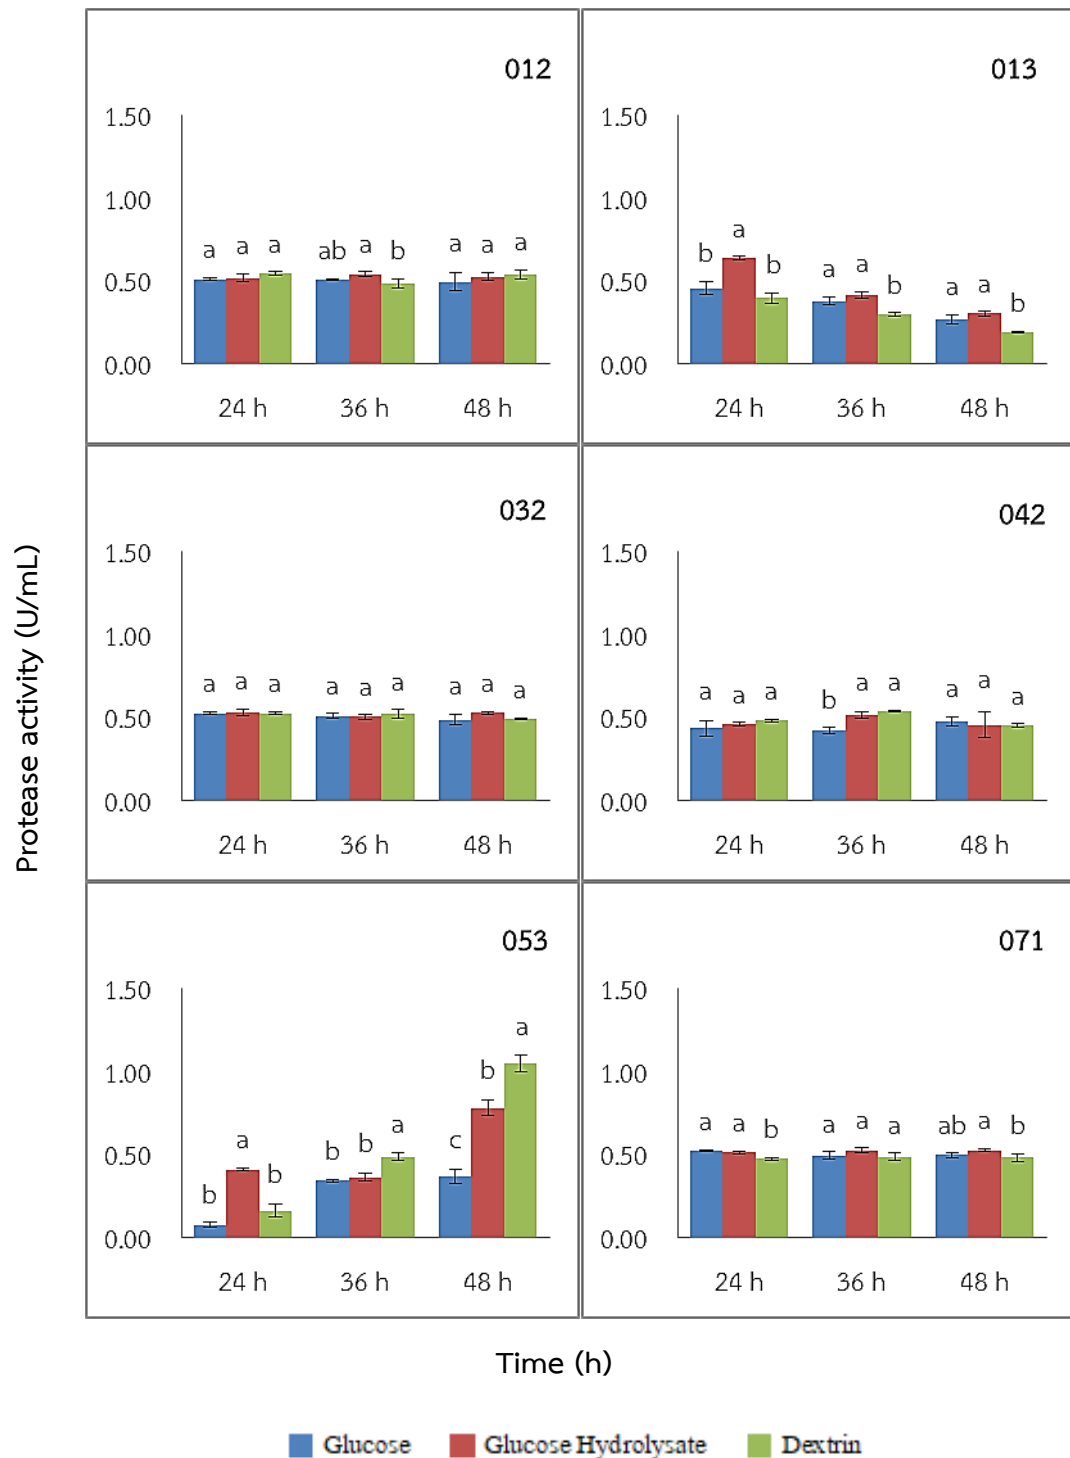 012
1.50
1.00
0.50
0.00
a a a ab a b a a a
24 h 36 h 48 h
013
1.50
1.00
0.50
0.00
b a b a a b a a b
24 h 36 h 48 h
032
1.50
1.00
0.50
0.00
a a a a a a a a a
24 h 36 h 48 h
042
1.50
1.00
0.50
0.00
a a a b a a a a a
24 h 36 h 48 h
053
1.50
1.00
0.50
0.00
b a b b b a c b a
24 h 36 h 48 h
071
1.50
1.00
0.50
0.00
a a b a a a ab a b
24 h 36 h 48 h
Protease activity (U/mL)
Time (h)
Glucose Glucose Hydrolysate Dextrin